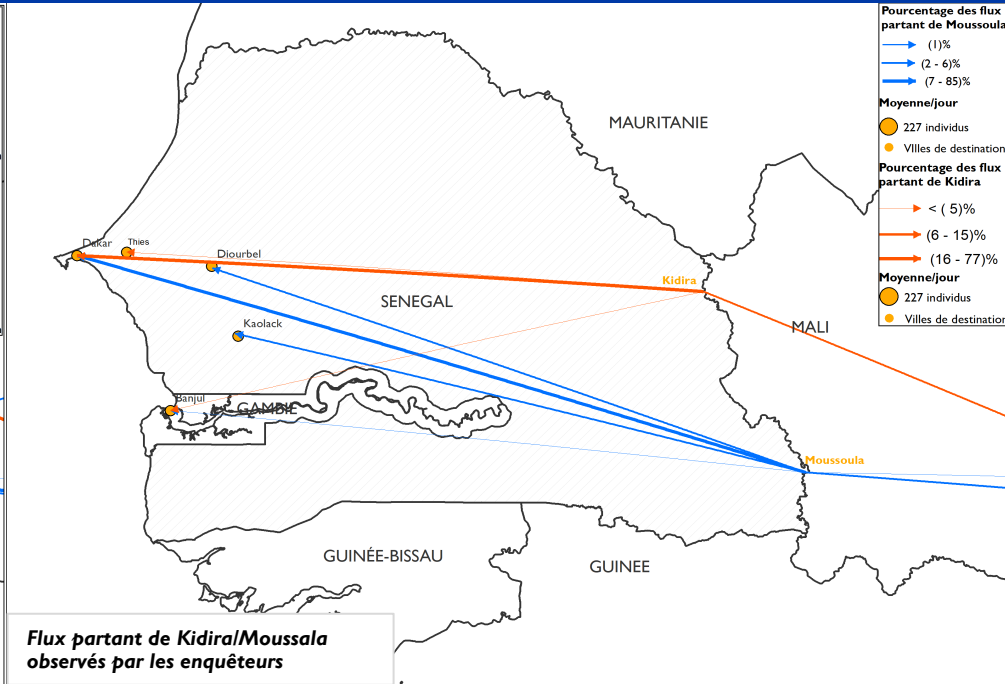 Pourcentage des flux
partant de Moussoula
(1)%
(2 - 6)%
(7 - 85)%
Moyenne/jour
227 individus
VIlles de destination
Pourcentage des flux
partant de Kidira
< ( 5)%
(6 - 15)%
(16 - 77)%
Moyenne/jour
227 individus
Villes de destination
MAURITANIE
Dakar
Thies
Diourbel
Kidira
SENEGAL
Kaolack
MALI
Banjul
GAMBIE
Moussoula
GUINÉE-BISSAU
GUINEE
Flux partant de Kidira/Moussala
observés par les enquêteurs